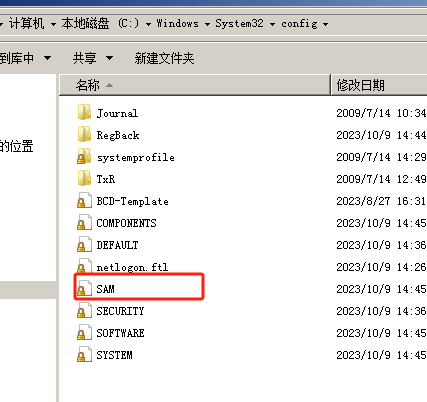 计算机 本地磁盘 (C:) Windows System32 config
到库中 共享 新建文件夹
名称 修改日期
的位置
Journal 2009/7/14 10:34
RegBack 2023/10/9 14:49
systemprofile 2009/7/14 14:29
TxR 2009/7/14 12:49
BCD-Template 2023/8/27 16:31
COMPONENTS 2023/10/9 14:45
DEFAULT 2023/10/9 14:36
netlogon.ftl 2023/10/9 14:26
SAM 2023/10/9 14:45
SECURITY 2023/10/9 14:36
SOFTWARE 2023/10/9 14:45
SYSTEM 2023/10/9 14:45